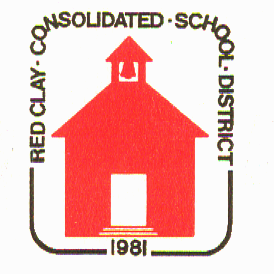 RED CLAY · CONSOLIDATED · SCHOOL · DISTRICT
1981